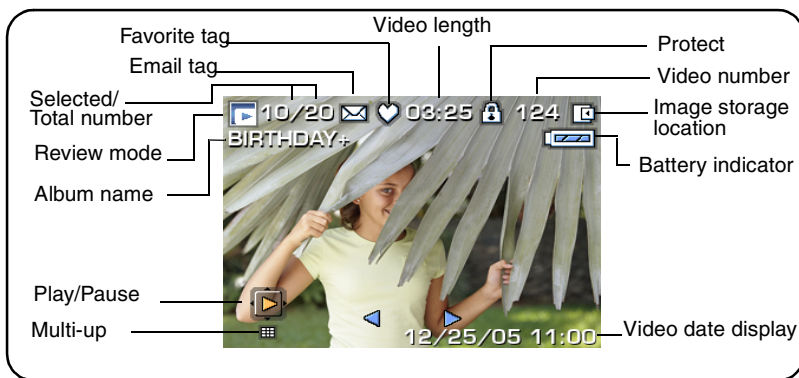 Video length
Favorite tag
Protect
Email tag
Video number
Selected/
Total number
10/20 03:25 124
Image storage
location
Review mode
BIRTHDAY+
Battery indicator
Album name
Play/Pause
Multi-up
12/25/05 11:00
Video date display